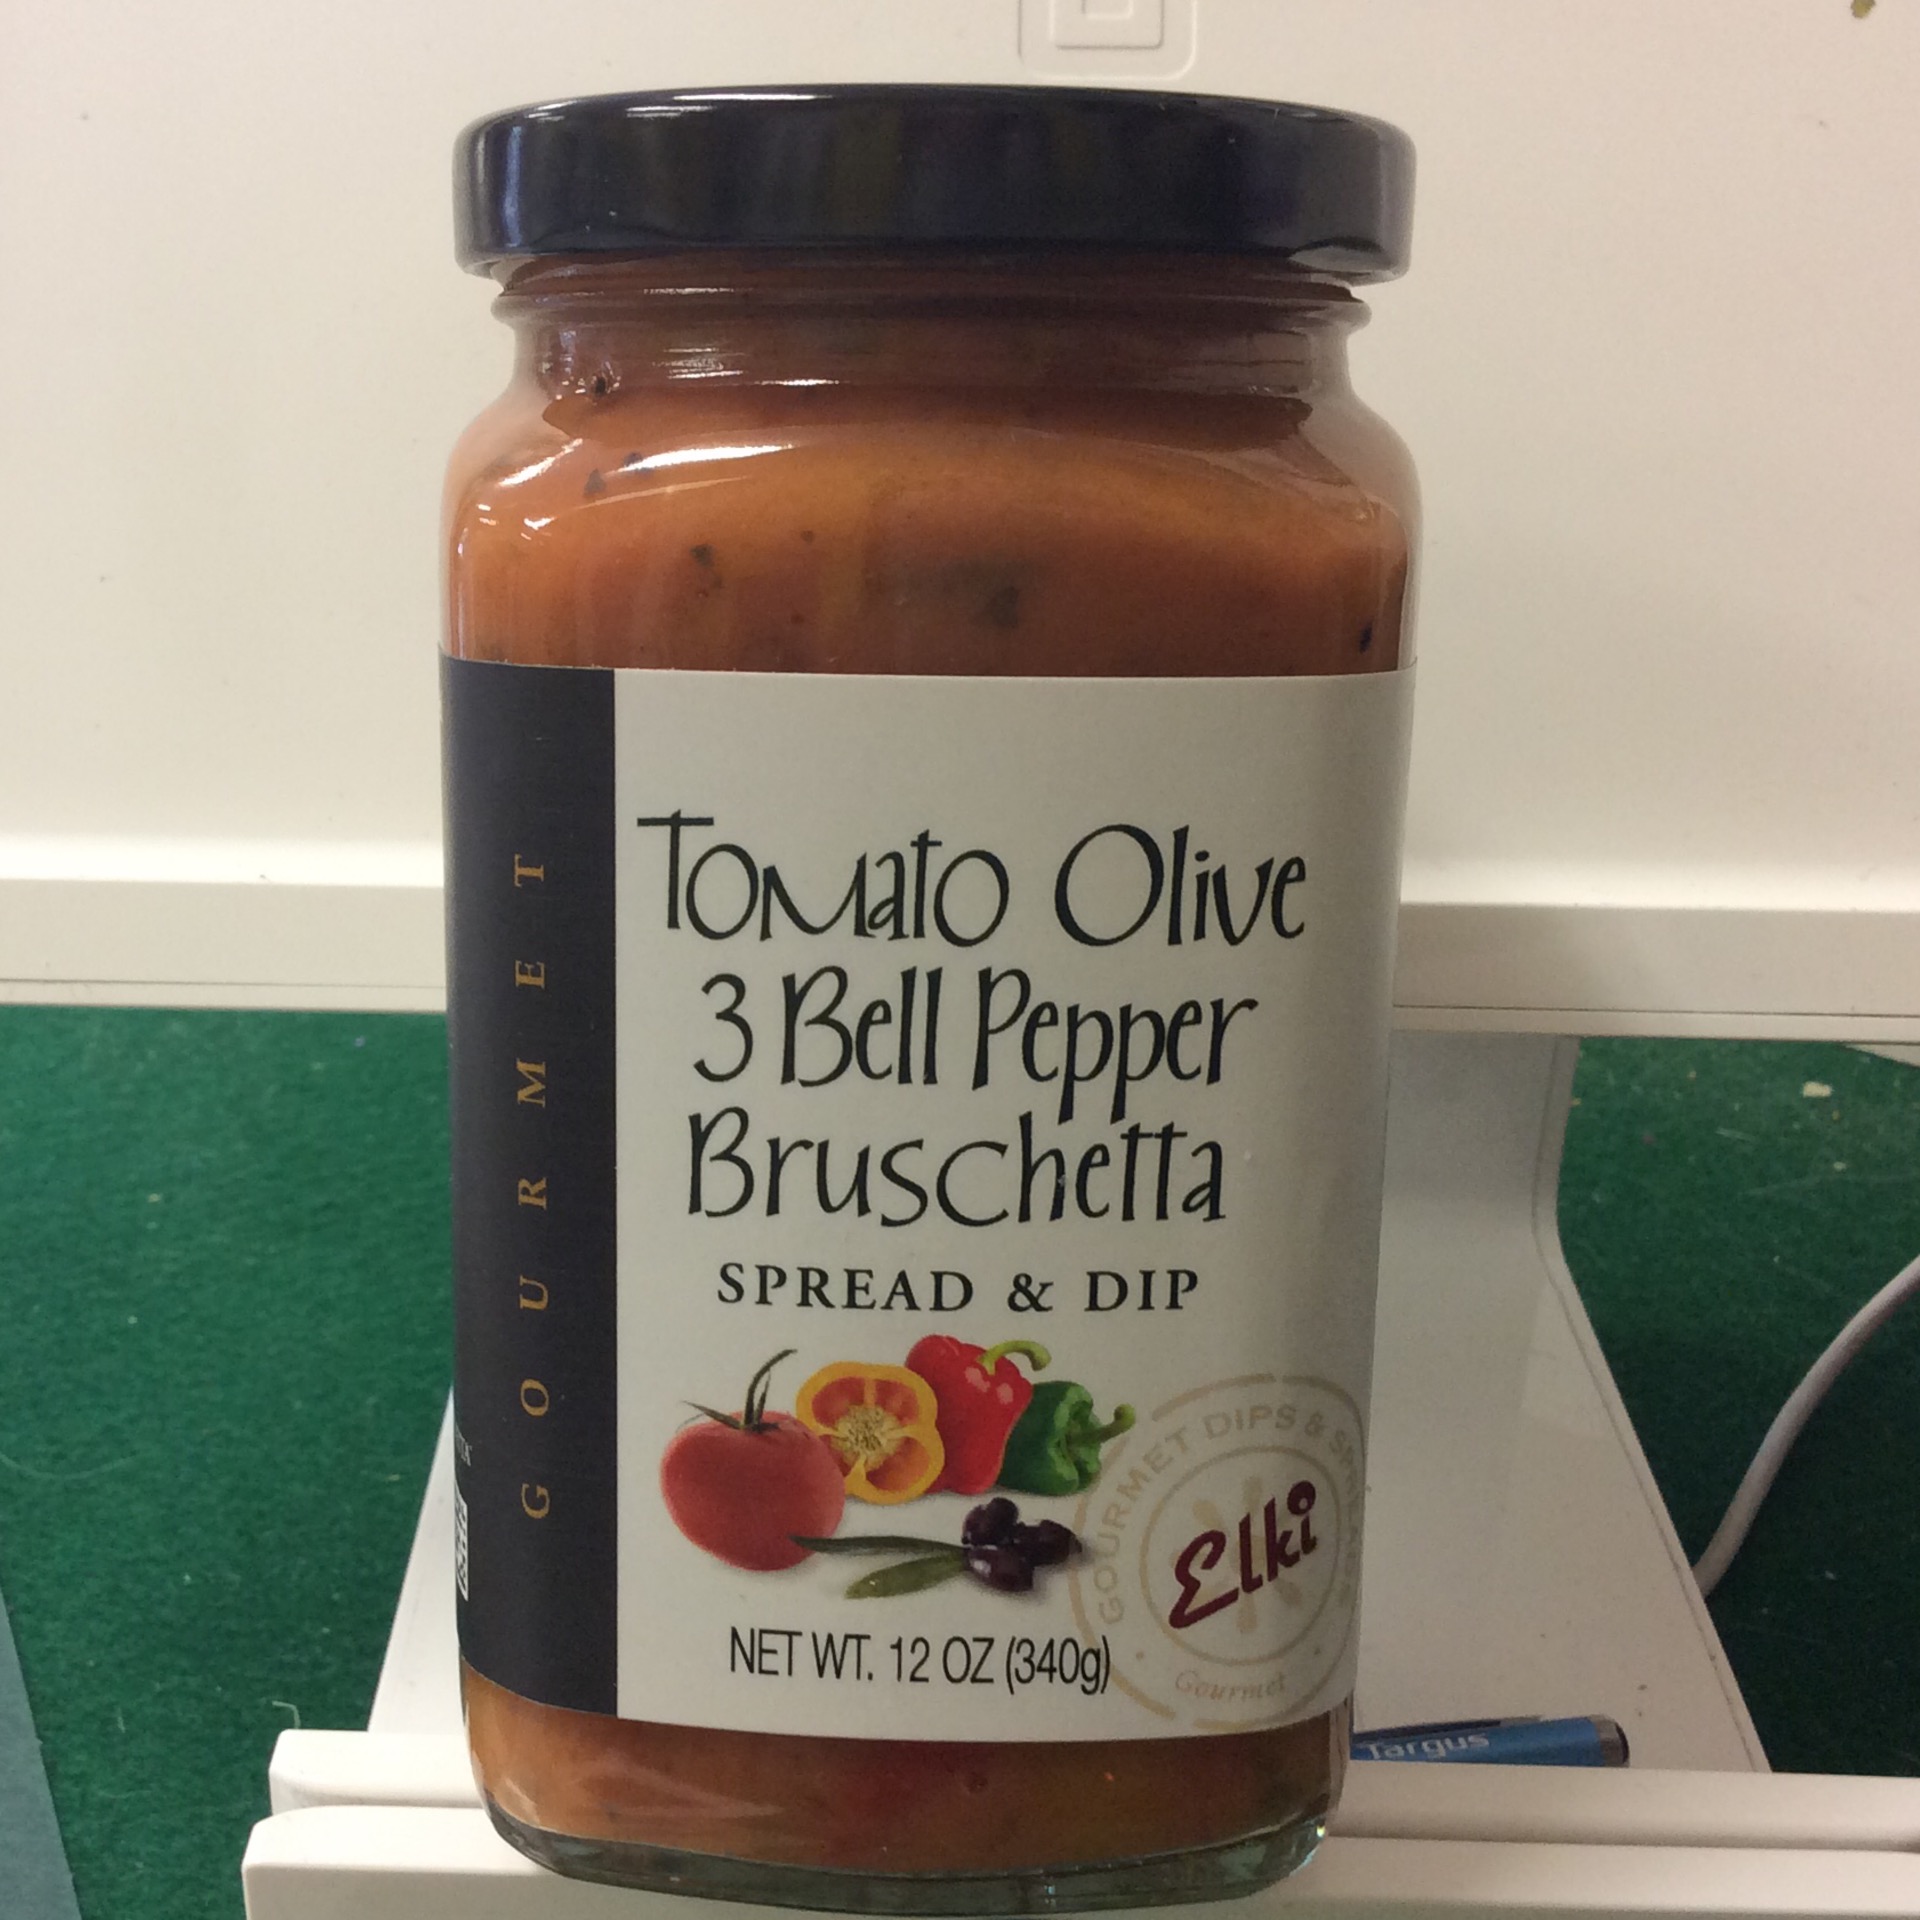 GOURMET
Tomato Olive
3 Bell Pepper
Bruschetta
SPREAD & DIP
GOURMET DIPS &
Elki
Gourmet
NET WT. 12 OZ (340g)
Targus